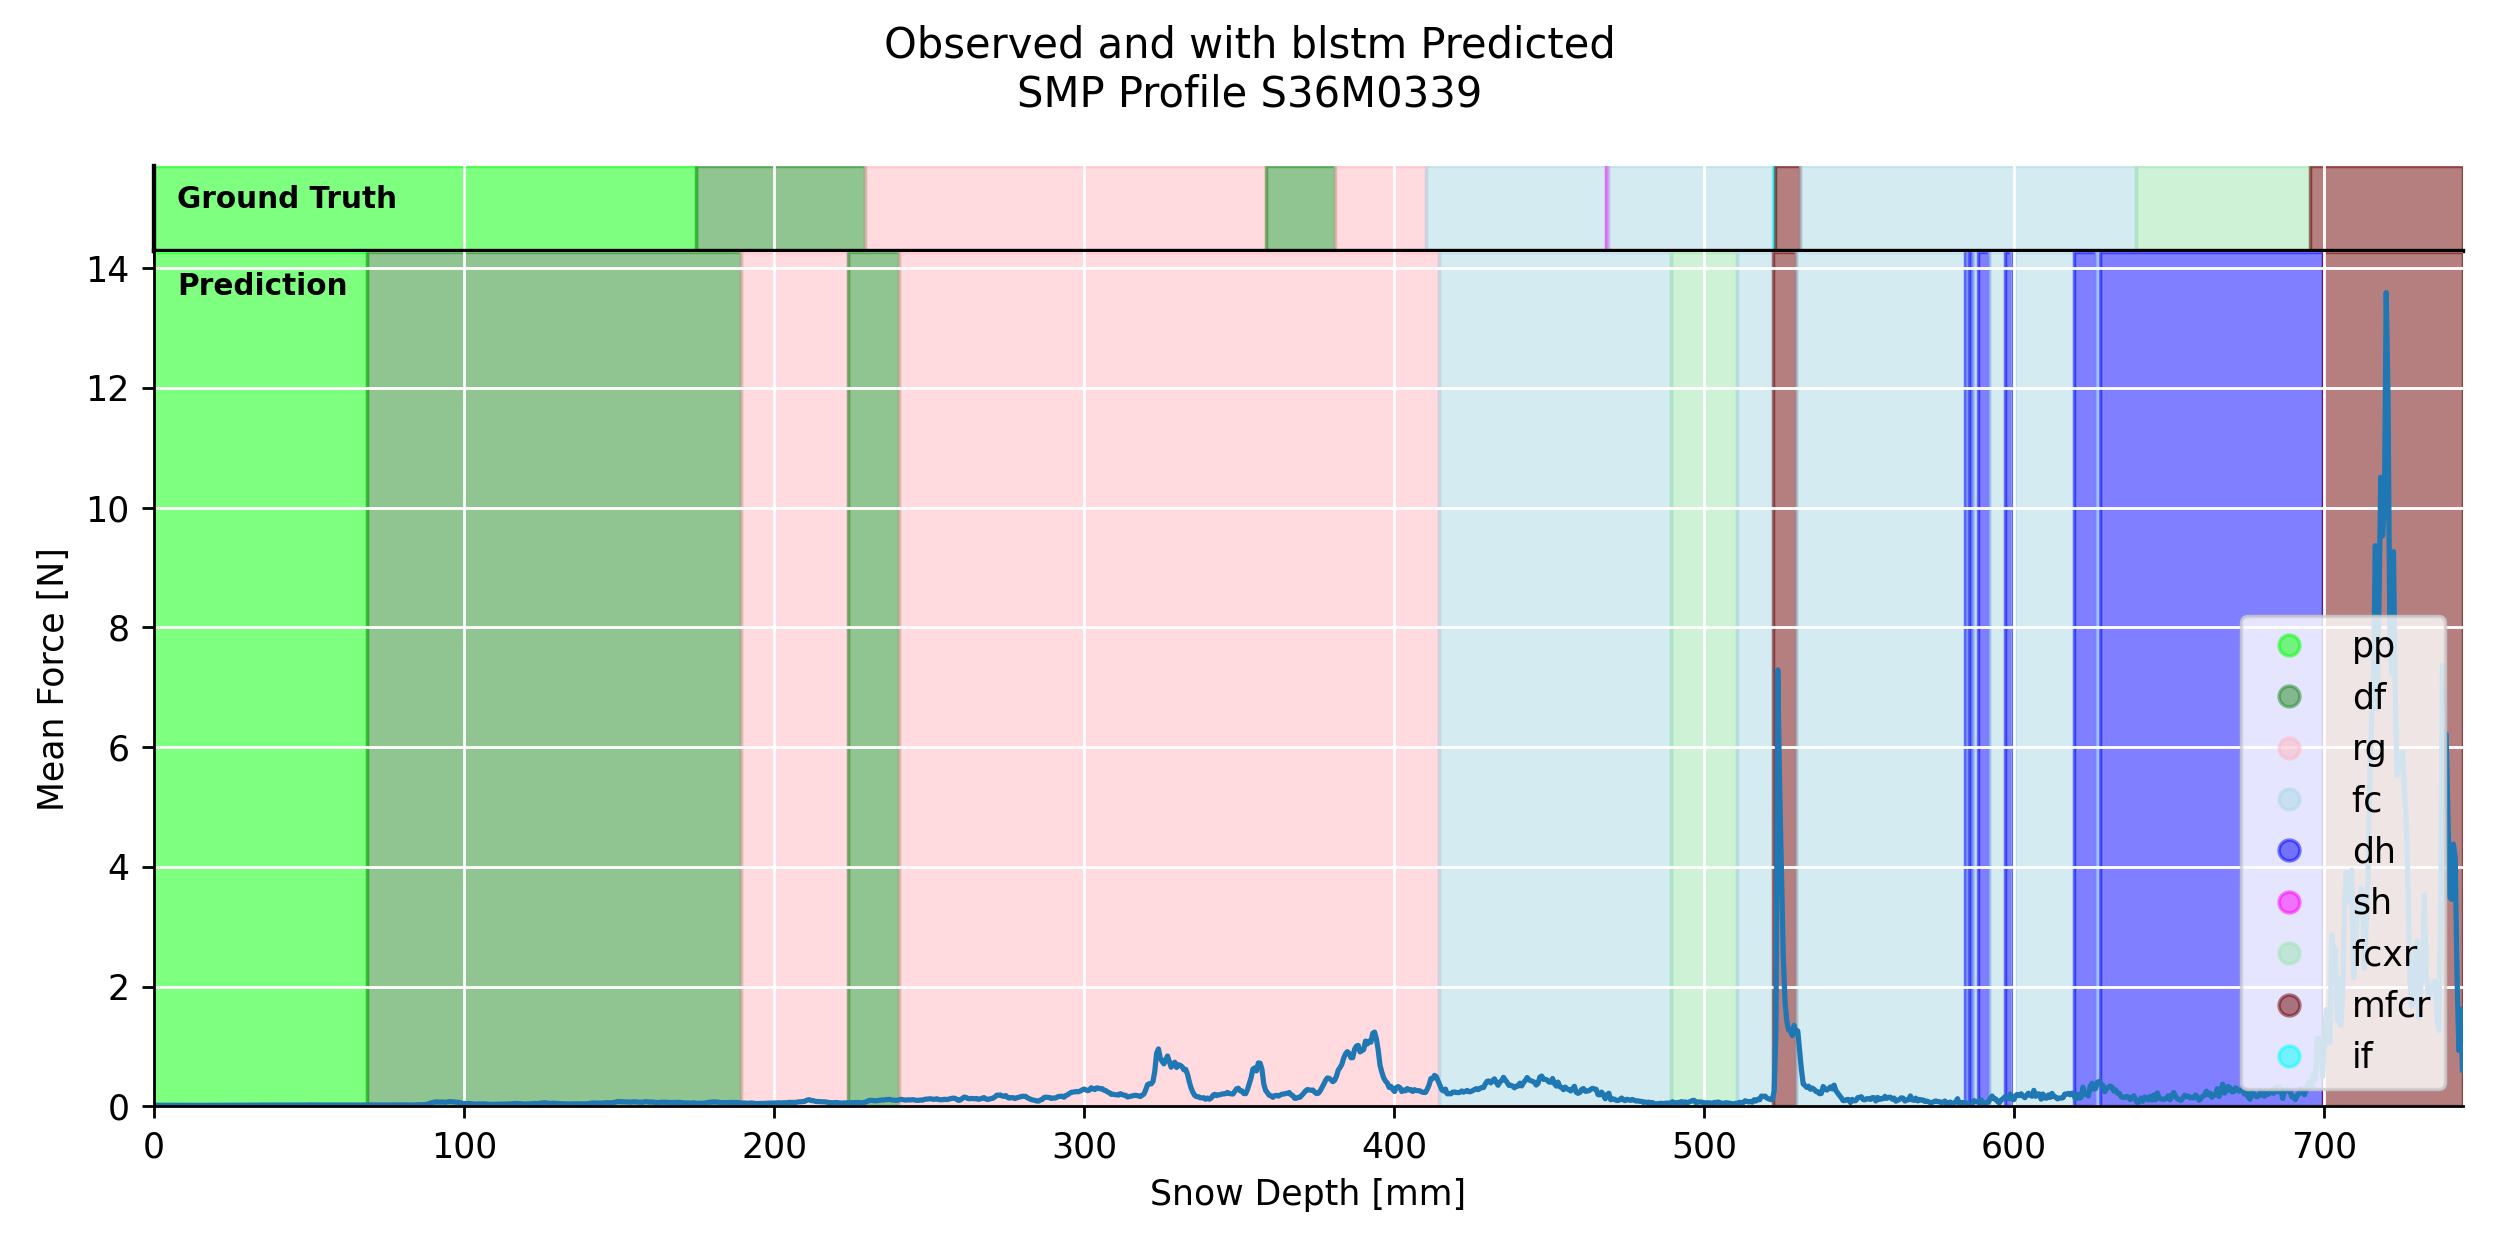 Observed and with blstm Predicted
SMP Profile S36M0339
Ground Truth
Prediction
14
12
10
8
6
4
2
0
Mean Force [N]
pp
df
rg
fc
dh
sh
fcxr
mfcr
if
0 100 200 300 400 500 600 700
Snow Depth [mm]